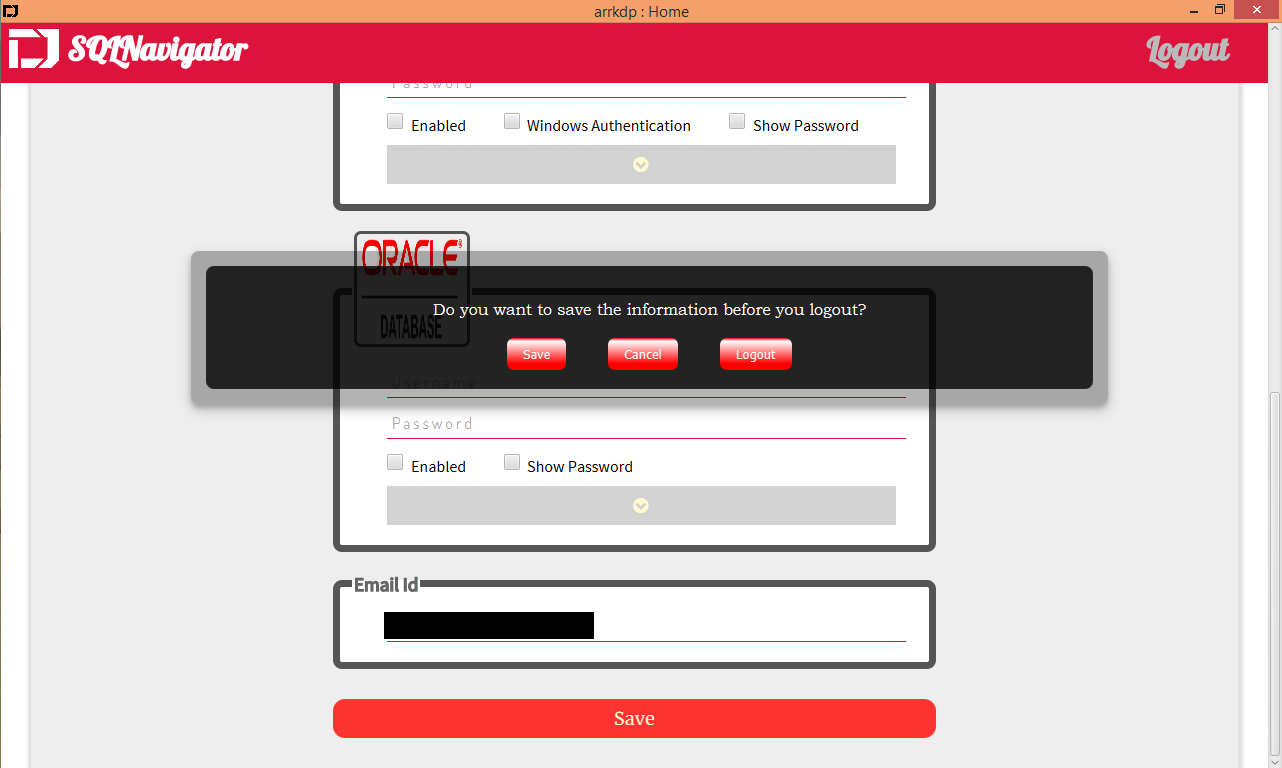 arrkdp : Home
SQLNavigator
Logout
Password
Enabled Windows Authentication Show Password
ORACLE®
DATABASE
Do you want to save the information before you logout?
Save Cancel Logout
Username
Password
Enabled Show Password
Email Id
Save